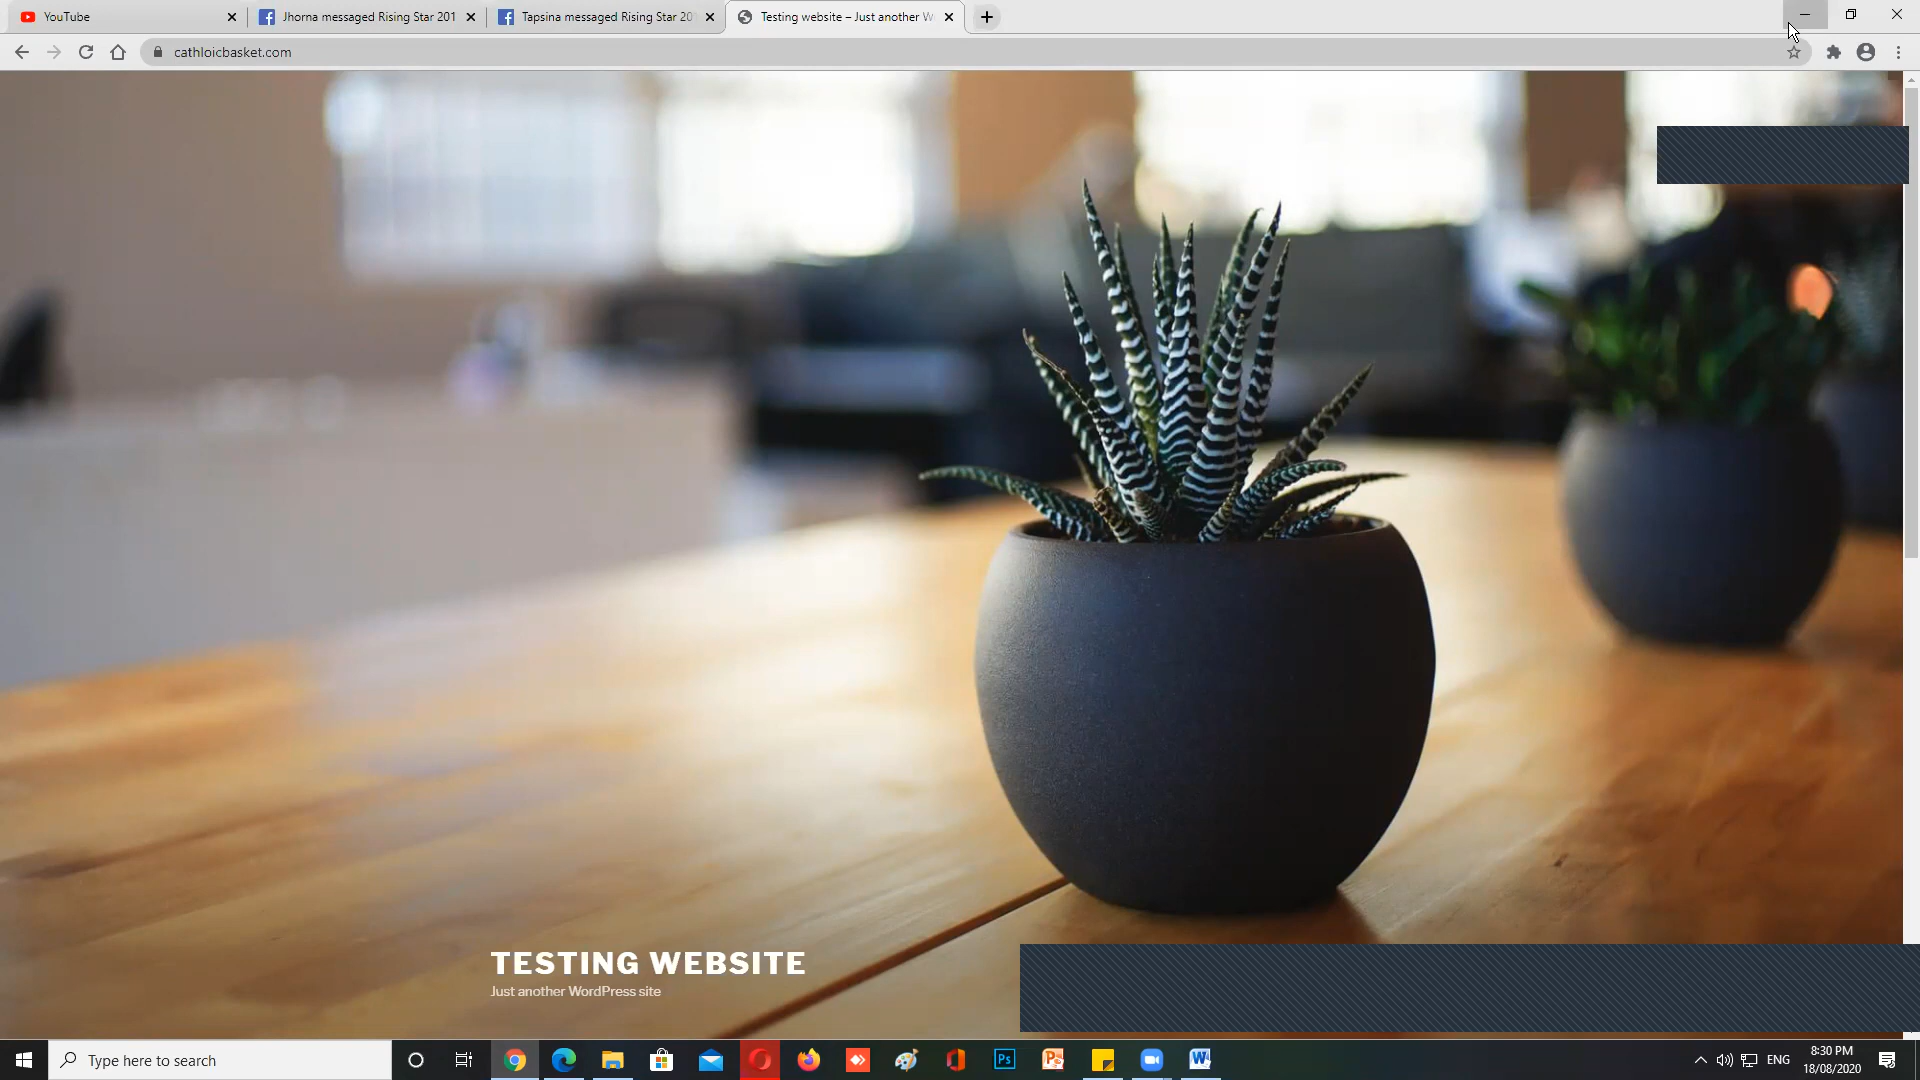 YouTube
Jhorna messaged Rising Star 201
Tapsina messaged Rising Star 20
Testing website – Just another W
cathloicbasket.com
TESTING WEBSITE
Just another WordPress site
Type here to search
Ps
ENG
8:30 PM
18/08/2020